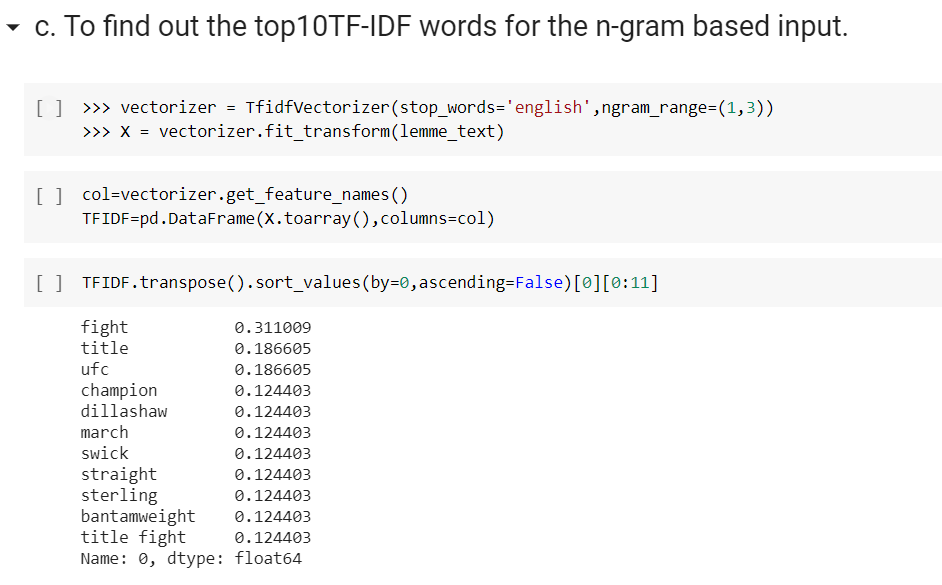 c. To find out the top10TF-IDF words for the n-gram based input.
[ ] >>> vectorizer = TfidfVectorizer(stop_words='english',ngram_range=(1,3))
>>> X = vectorizer.fit_transform(lemme_text)
[ ] col=vectorizer.get_feature_names()
TFIDF=pd.DataFrame(X.toarray(),columns=col)
[ ] TFIDF.transpose().sort_values(by=0,ascending=False)[0][0:11]
fight 0.311009
title 0.186605
ufc 0.186605
champion 0.124403
dillashaw 0.124403
march 0.124403
swick 0.124403
straight 0.124403
sterling 0.124403
bantamweight 0.124403
title fight 0.124403
Name: 0, dtype: float64